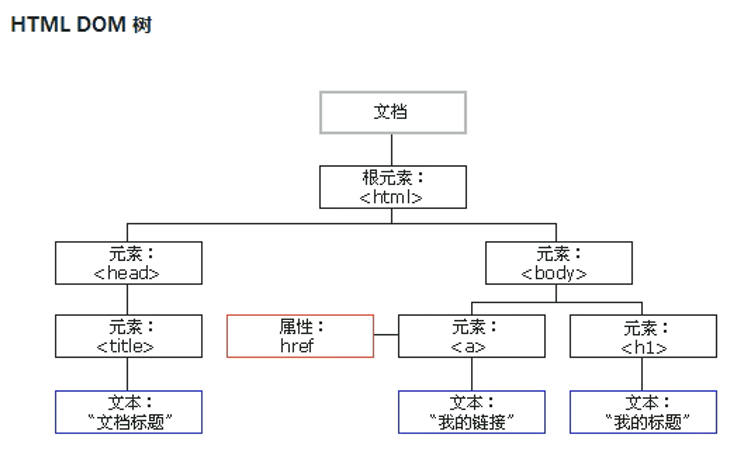 HTML DOM 树
文档
根元素：
<html>
元素：
<head>
元素：
<body>
元素：
<title>
属性：
href
元素：
<a>
元素：
<h1>
文本：
“文档标题”
文本：
“我的链接”
文本：
“我的标题”